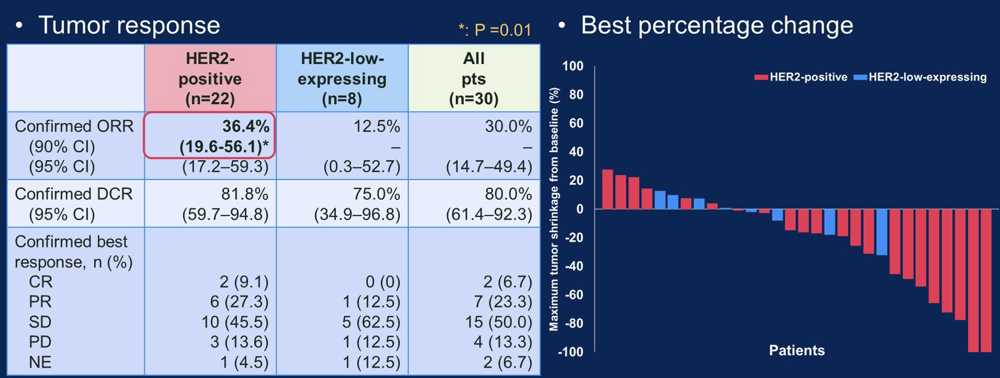 • Tumor response
*: P =0.01
HER2-
positive
(n=22)
HER2-low-
expressing
(n=8)
All
pts
(n=30)
Confirmed ORR 36.4% 12.5% 30.0%
(90% CI) (19.6-56.1)* – –
(95% CI) (17.2–59.3) (0.3–52.7) (14.7–49.4)
Confirmed DCR 81.8% 75.0% 80.0%
(95% CI) (59.7–94.8) (34.9–96.8) (61.4–92.3)
Confirmed best
response, n (%)
CR 2 (9.1) 0 (0) 2 (6.7)
PR 6 (27.3) 1 (12.5) 7 (23.3)
SD 10 (45.5) 5 (62.5) 15 (50.0)
PD 3 (13.6) 1 (12.5) 4 (13.3)
NE 1 (4.5) 1 (12.5) 2 (6.7)
• Best percentage change
HER2-positive HER2-low-expressing
Maximum tumor shrinkage from baseline (%)
100
80
60
40
20
0
-20
-40
-60
-80
-100
Patients